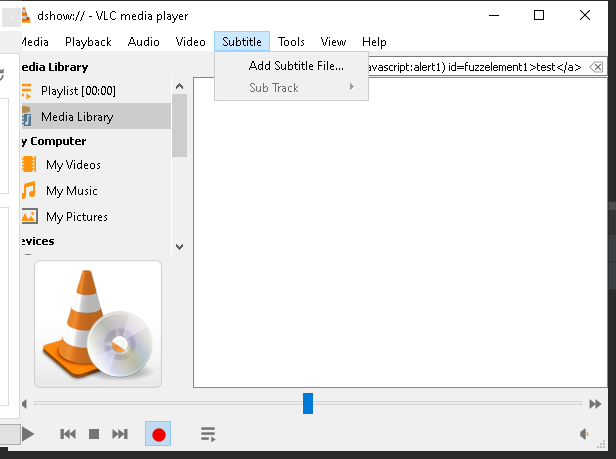 dshow:// - VLC media player
Media Playback Audio Video Subtitle Tools View Help
Media Library
avascript:alert1) id=fuzzelement1>test</a>
Add Subtitle File...
Sub Track
Playlist [00:00]
Media Library
y Computer
My Videos
My Music
My Pictures
evices